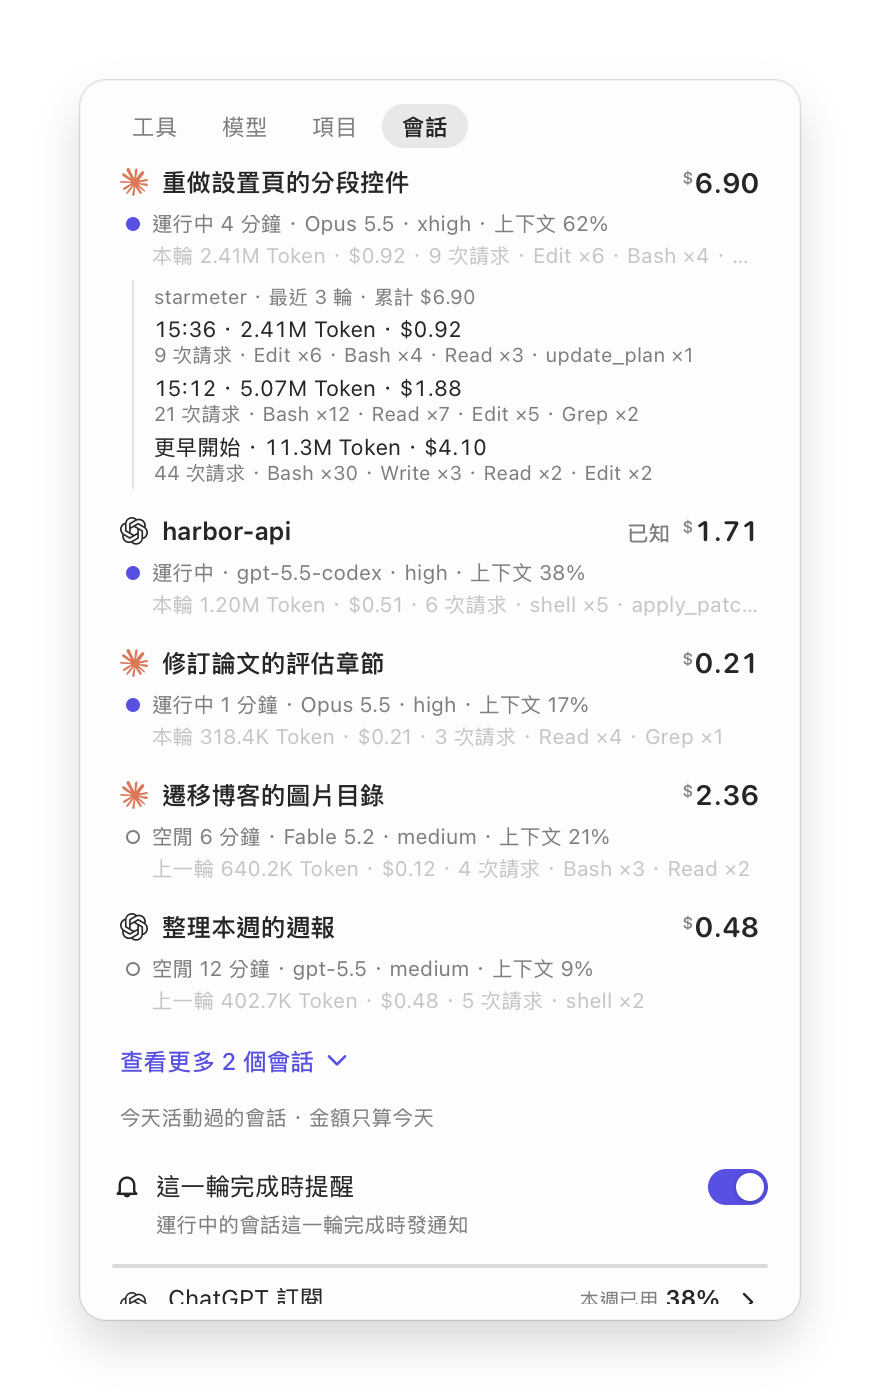 工具 模型 項目 會話
重做設置頁的分段控件 $6.90
運行中 4 分鐘 · Opus 5.5 · xhigh · 上下文 62%
本輪 2.41M Token · $0.92 · 9 次請求 · Edit ×6 · Bash ×4 · ...
starmeter · 最近 3 輪 · 累計 $6.90
15:36 · 2.41M Token · $0.92
9 次請求 · Edit ×6 · Bash ×4 · Read ×3 · update_plan ×1
15:12 · 5.07M Token · $1.88
21 次請求 · Bash ×12 · Read ×7 · Edit ×5 · Grep ×2
更早開始 · 11.3M Token · $4.10
44 次請求 · Bash ×30 · Write ×3 · Read ×2 · Edit ×2
harbor-api 已知 $1.71
運行中 · gpt-5.5-codex · high · 上下文 38%
本輪 1.20M Token · $0.51 · 6 次請求 · shell ×5 · apply_patc...
修訂論文的評估章節 $0.21
運行中 1 分鐘 · Opus 5.5 · high · 上下文 17%
本輪 318.4K Token · $0.21 · 3 次請求 · Read ×4 · Grep ×1
遷移博客的圖片目錄 $2.36
空閒 6 分鐘 · Fable 5.2 · medium · 上下文 21%
上一輪 640.2K Token · $0.12 · 4 次請求 · Bash ×3 · Read ×2
整理本週的週報 $0.48
空閒 12 分鐘 · gpt-5.5 · medium · 上下文 9%
上一輪 402.7K Token · $0.48 · 5 次請求 · shell ×2
查看更多 2 個會話
今天活動過的會話 · 金額只算今天
這一輪完成時提醒
運行中的會話這一輪完成時發通知
ChatGPT 訂閱 本週已用 38%